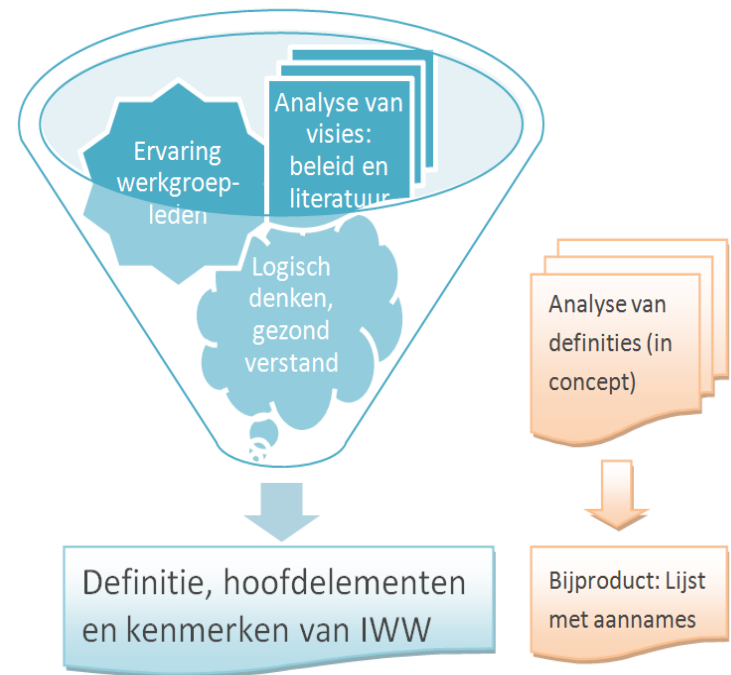 Ervaring
werkgroep-
leden
Analyse van
visies:
beleid en
literatuur
Logisch
denken,
gezond
verstand
Analyse van
definities (in
concept)
Definitie, hoofdelementen
en kenmerken van IWW
Bijproduct: Lijst
met aannames